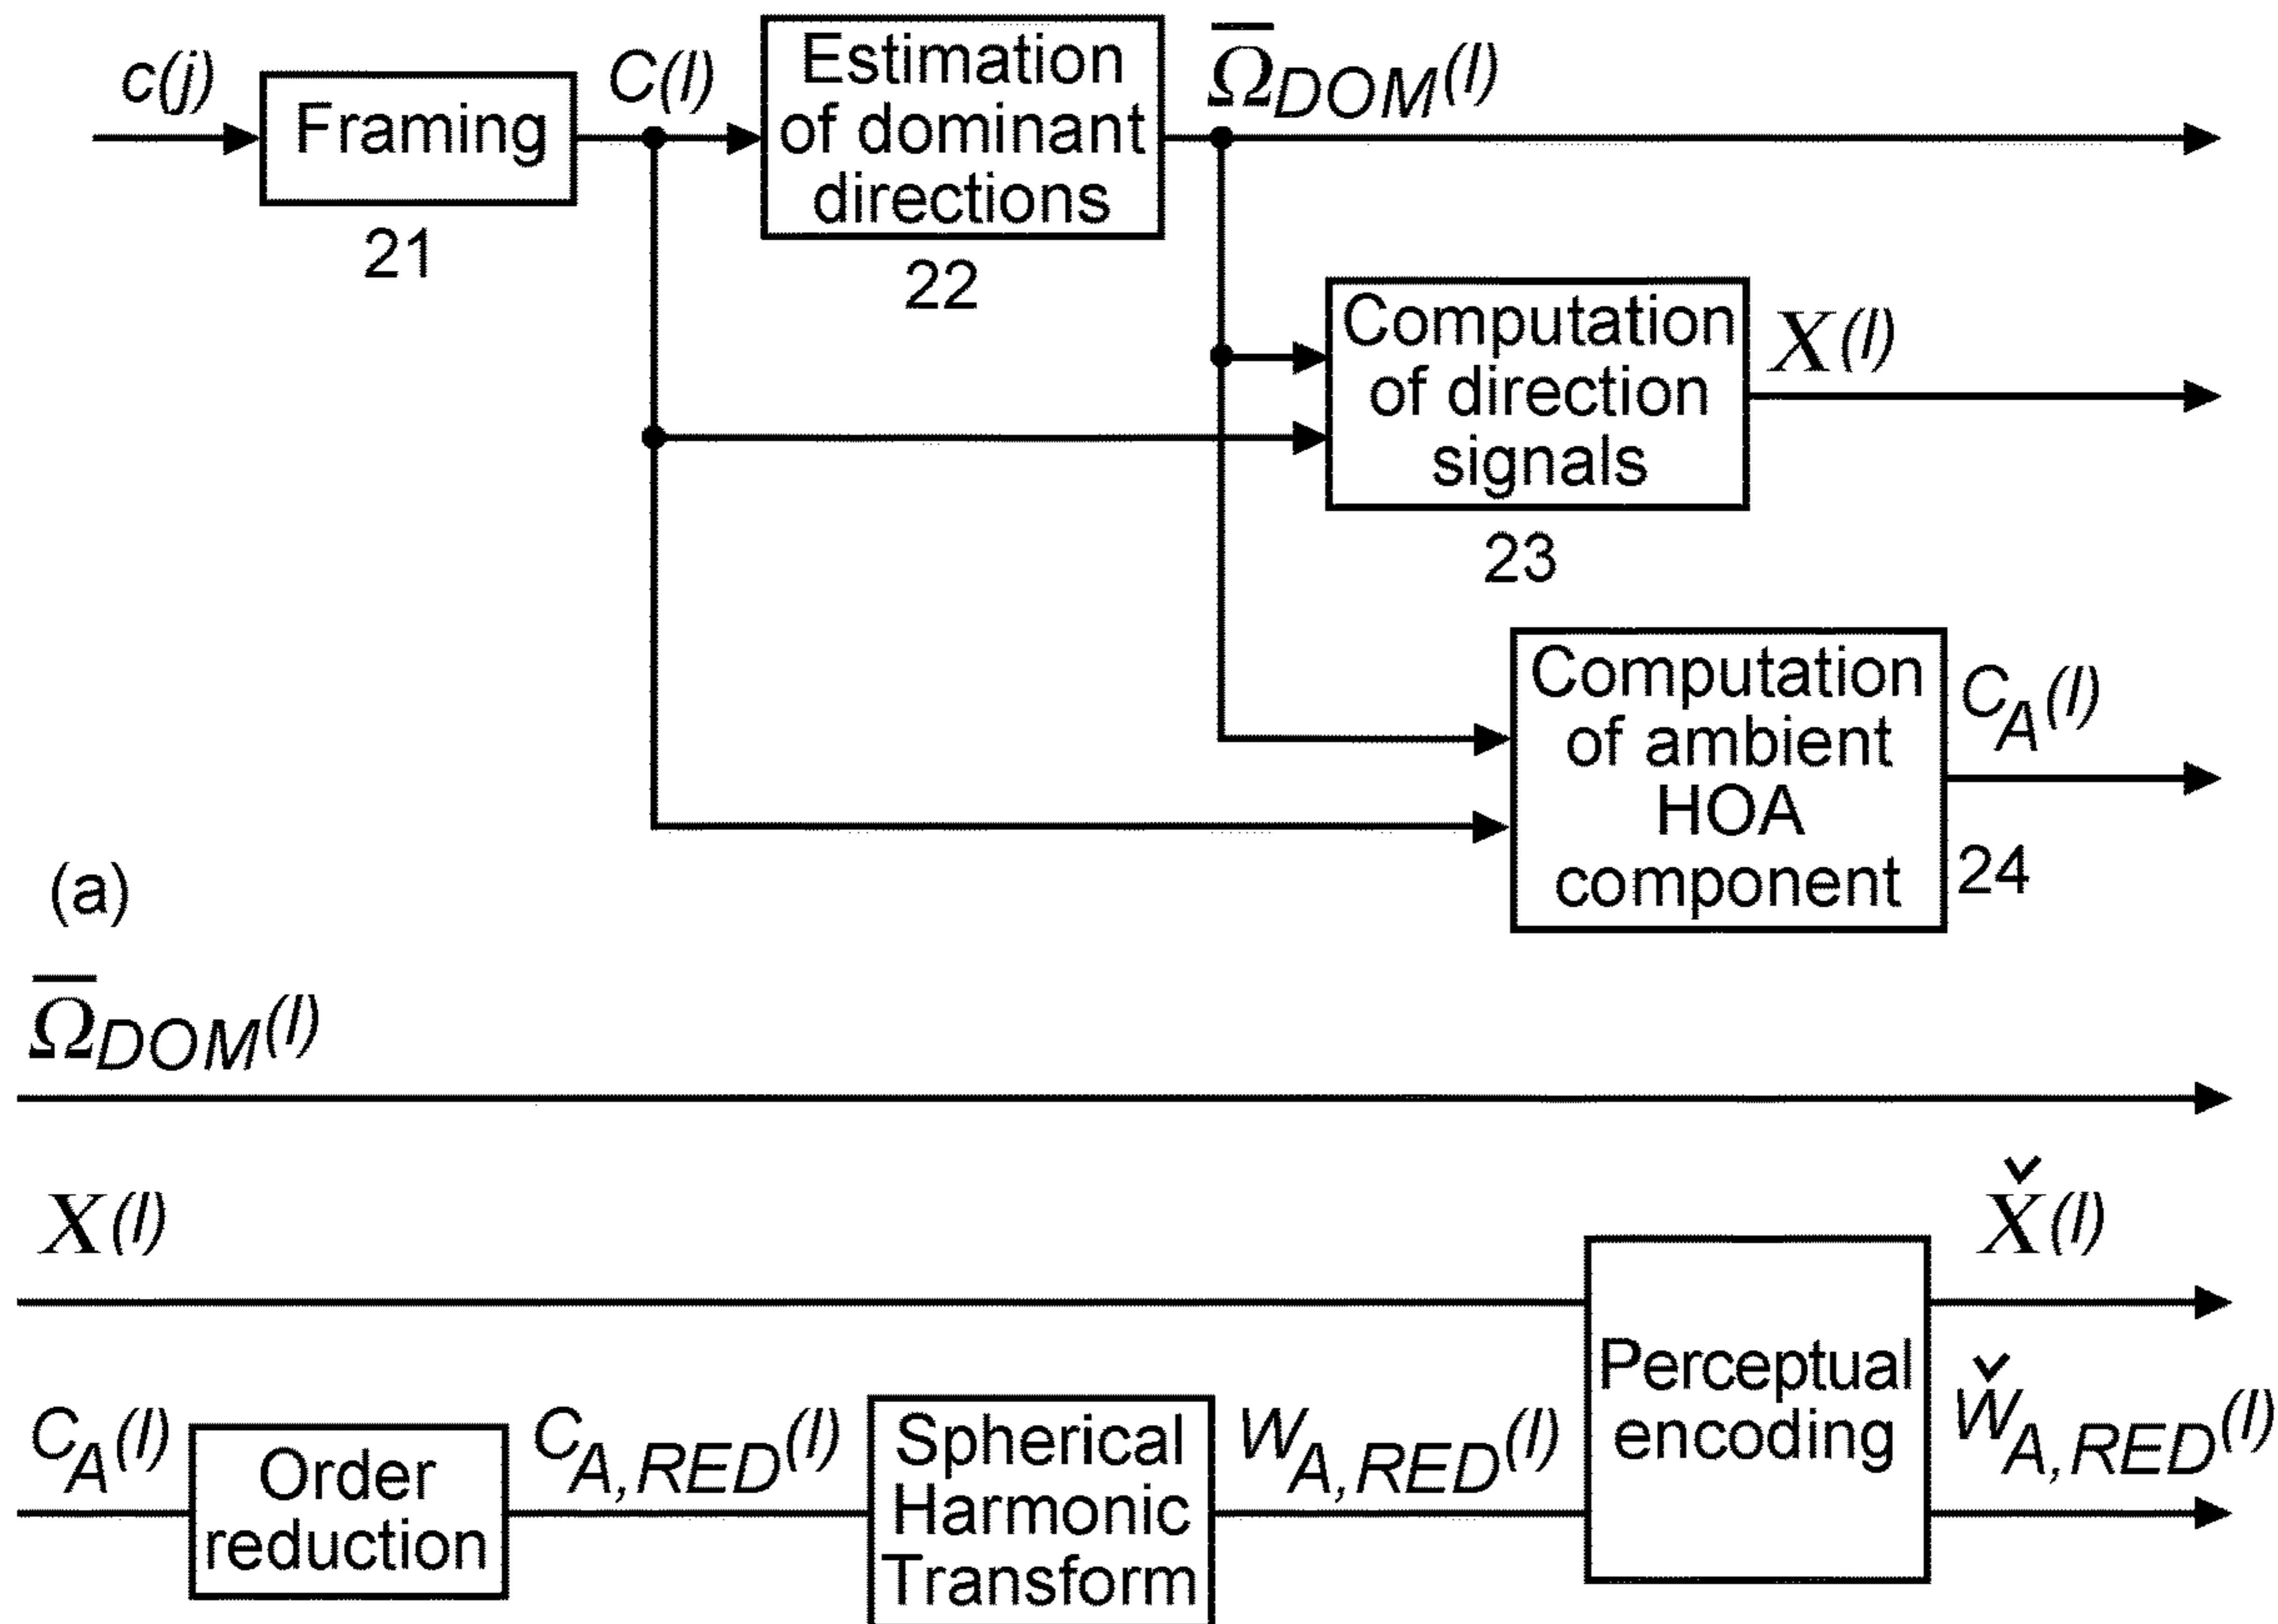 c(j)
Framing
21
C(l)
Estimation
of dominant
directions
22
Ω̅DOM(l)
Computation
of direction
signals
23
X(l)
Computation
of ambient
HOA
component
24
CA(l)
(a)
Ω̅DOM(l)
X(l)
X̌(l)
CA(l)
Order
reduction
CA,RED(l)
Spherical
Harmonic
Transform
WA,RED(l)
Perceptual
encoding
W̌A,RED(l)